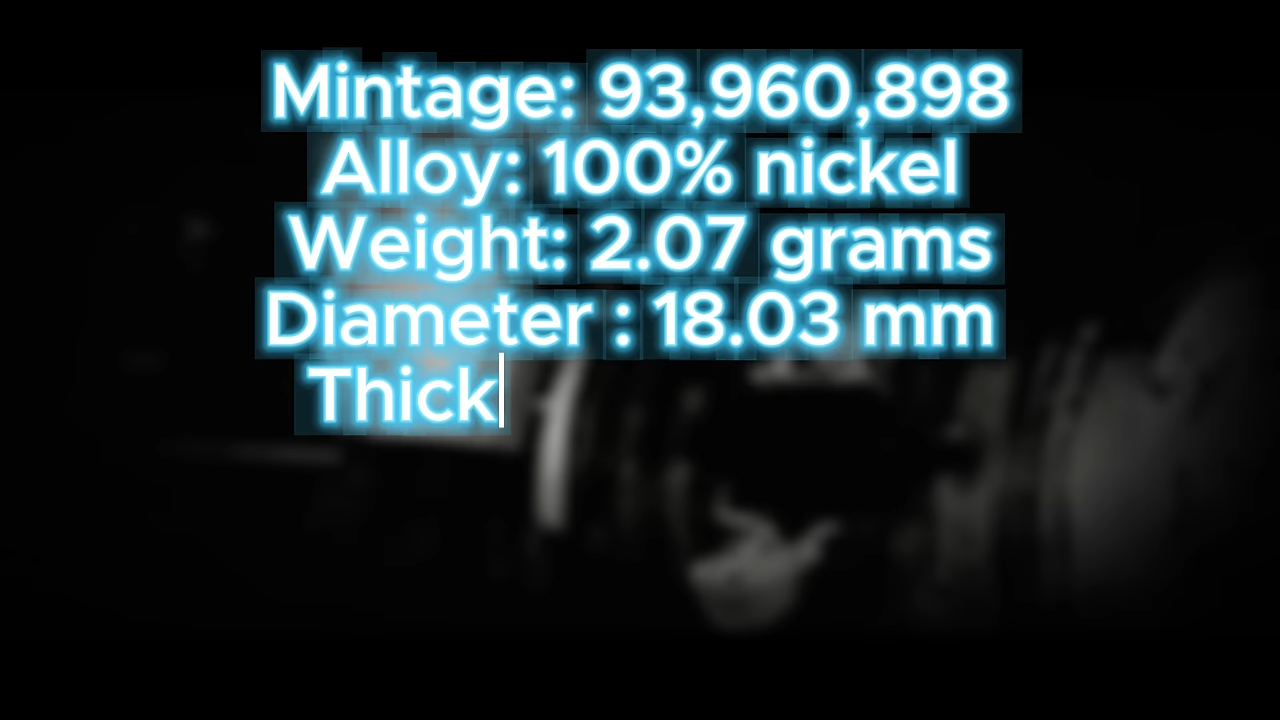 Mintage: 93,960,898
Alloy: 100% nickel
Weight: 2.07 grams
Diameter : 18.03 mm
Thick